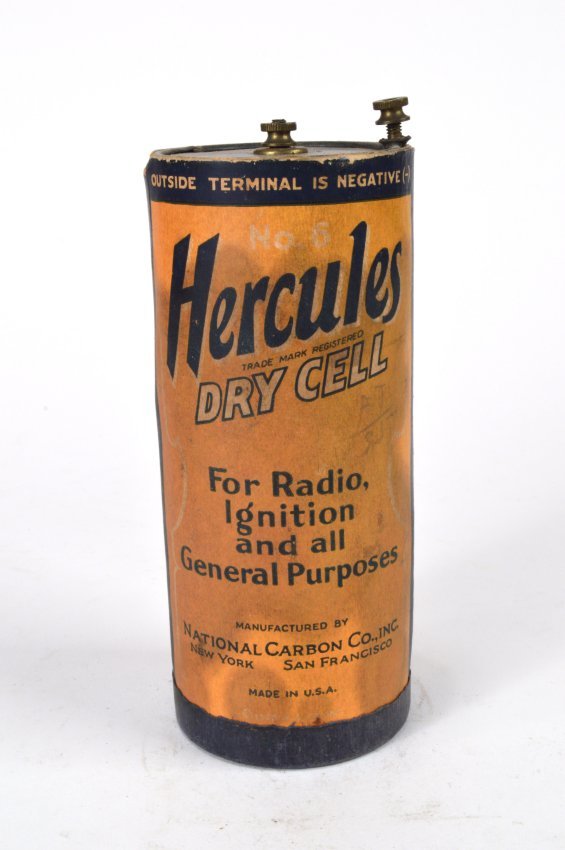 OUTSIDE TERMINAL IS NEGATIVE (-)
No 6
Hercules
TRADE MARK REGISTERED
DRY CELL
For Radio,
Ignition
and all
General Purposes
MANUFACTURED BY
NATIONAL CARBON CO., INC.
NEW YORK SAN FRANCISCO
MADE IN U.S.A.